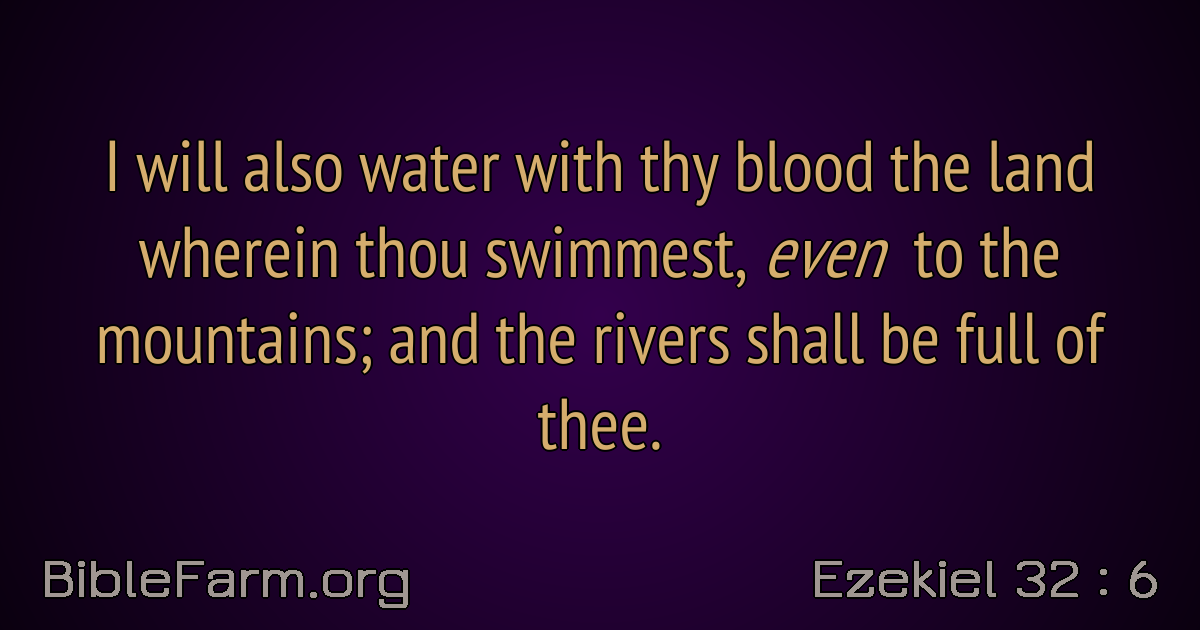 I will also water with thy blood the land
wherein thou swimmest, even to the
mountains; and the rivers shall be full of
thee.
BibleFarm.org
Ezekiel 32 : 6